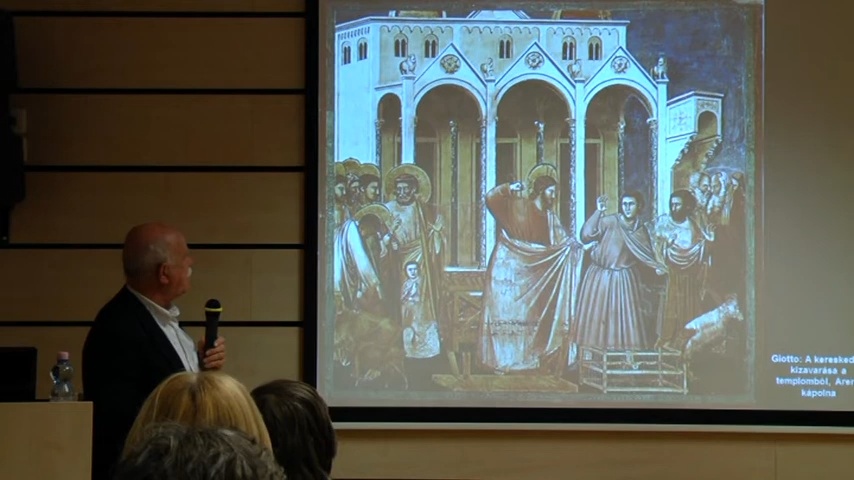 Giotto: A keresked
kizavarása a
templomból, Aren
kápolna